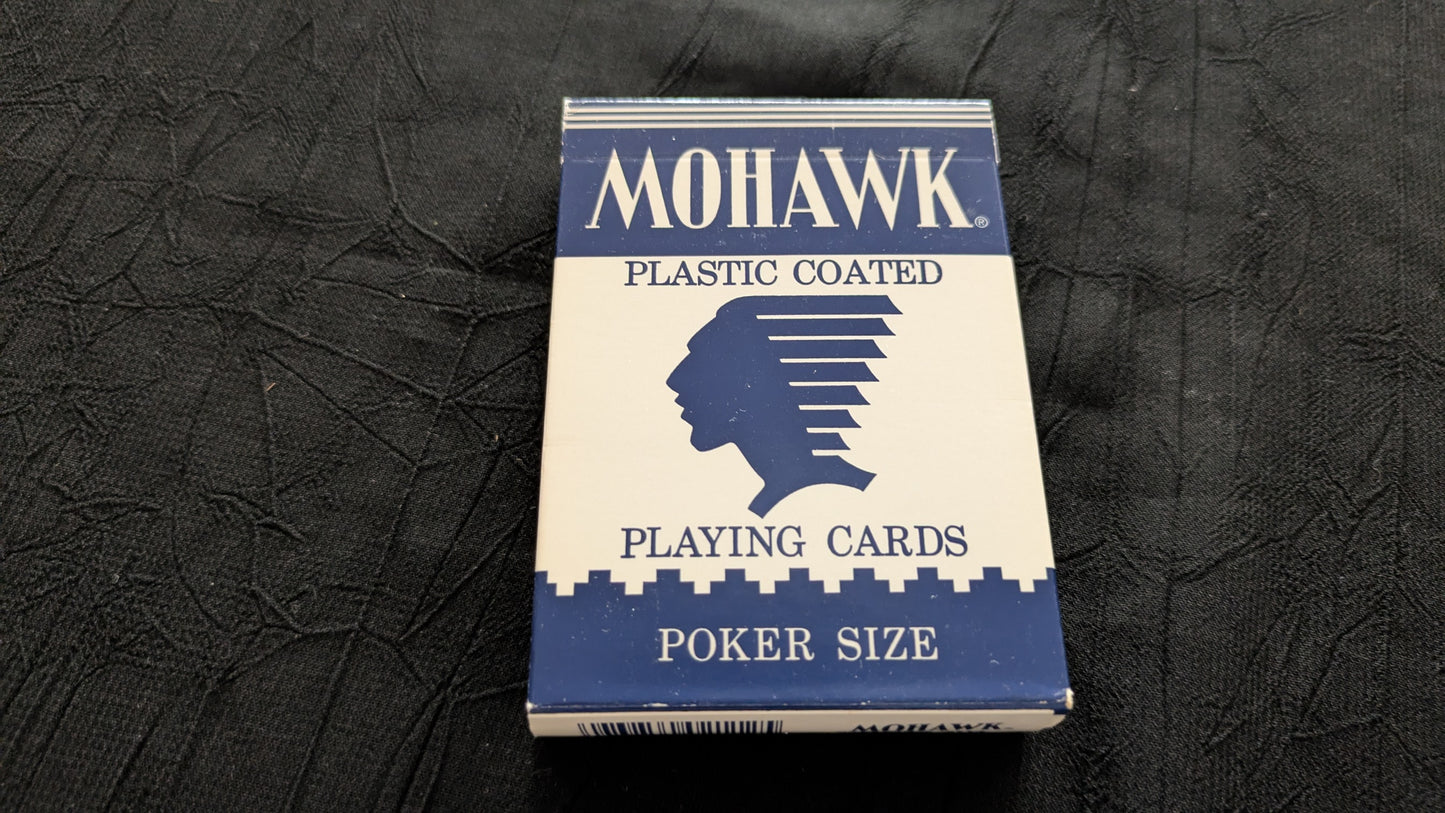 MOHAWK®
PLASTIC COATED
PLAYING CARDS
POKER SIZE
MOHAWK